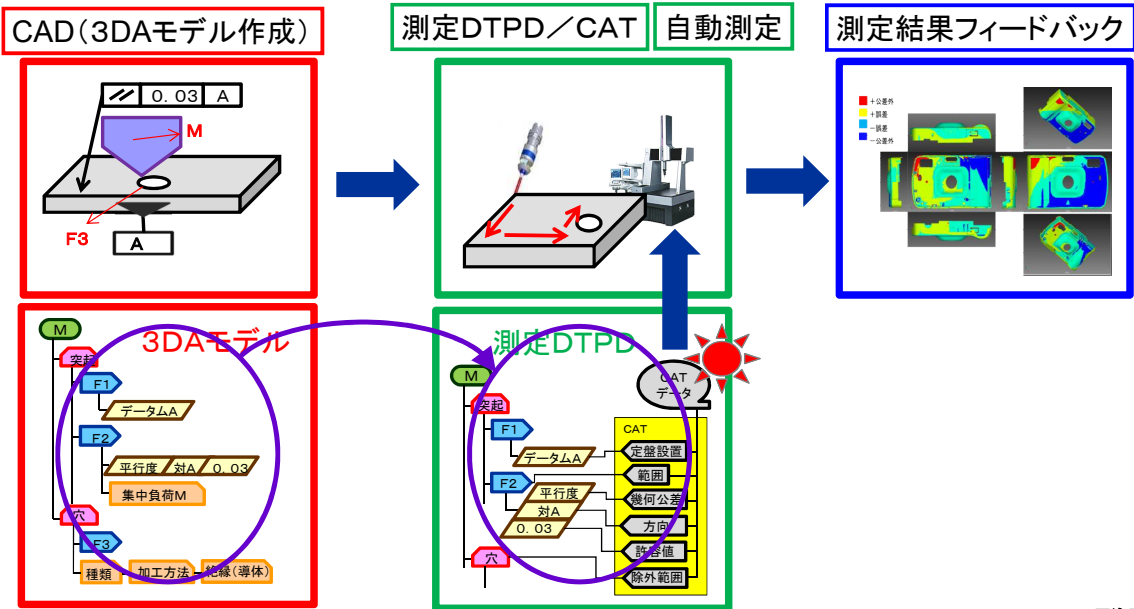 CAD(3DAモデル作成)
測定DTPD/CAT
自動測定
測定結果フィードバック
0.03 A
M
F3
A
+公差外
+誤差
-誤差
-公差外
3DAモデル
M
突起
F1
データムA
F2
平行度 対A 0.03
集中負荷M
穴
F3
種類 加工方法 絶縁(導体)
測定DTPD
M
突起
F1
データムA
F2
平行度
対A
0.03
穴
CAT
データ
CAT
定盤設置
範囲
幾何公差
方向
許容値
除外範囲